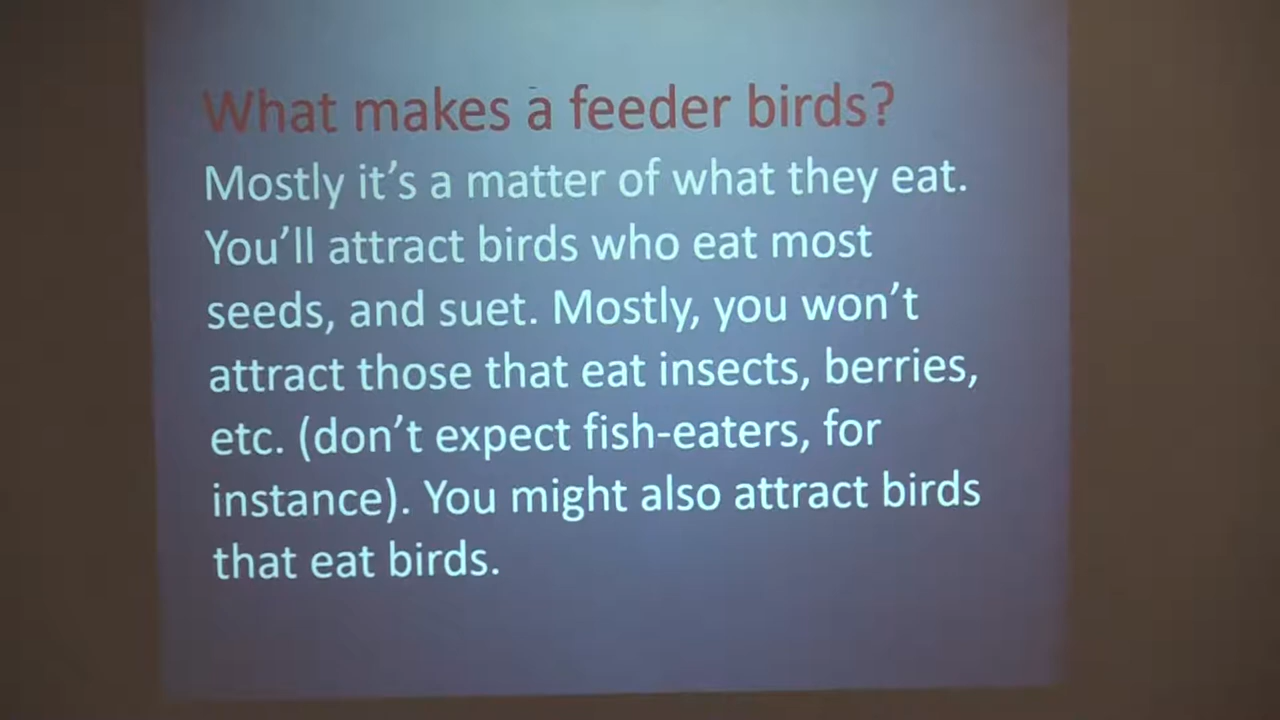 What makes a feeder birds?
Mostly it's a matter of what they eat.
You'll attract birds who eat most
seeds, and suet. Mostly, you won't
attract those that eat insects, berries,
etc. (don't expect fish-eaters, for
instance). You might also attract birds
that eat birds.